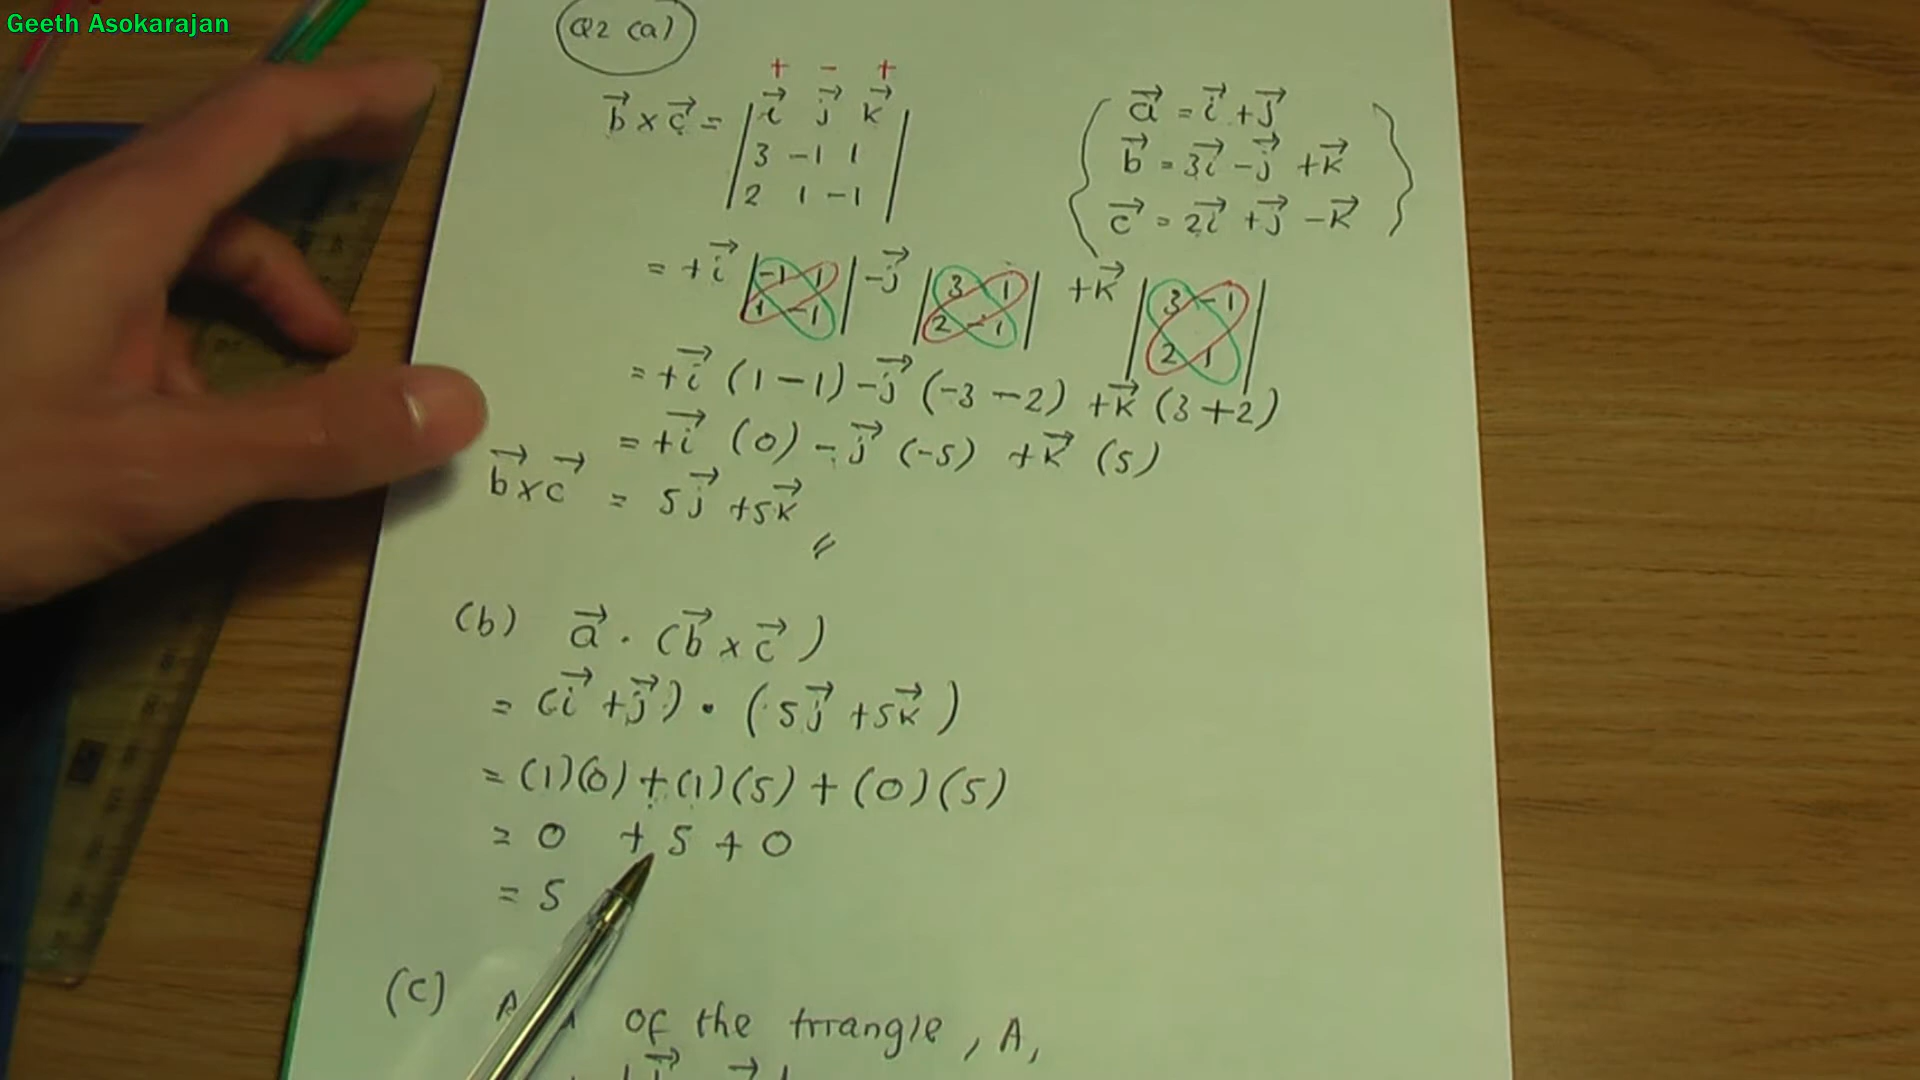 Geeth Asokarajan
Q2 (a)
+ - +
b⃗ × c⃗ = | i⃗ j⃗ k⃗ |
3 -1 1
2 1 -1
a⃗ = i⃗ + j⃗
b⃗ = 3i⃗ - j⃗ + k⃗
c⃗ = 2i⃗ + j⃗ - k⃗
= + i⃗ | -1 1 | - j⃗ | 3 1 | + k⃗ | 3 -1 |
1 -1 2 -1 2 1
= + i⃗ (1 - 1) - j⃗ (-3 - 2) + k⃗ (3 + 2)
= + i⃗ (0) - j⃗ (-5) + k⃗ (5)
b⃗ × c⃗ = 5j⃗ + 5k⃗ //
(b) a⃗ . (b⃗ × c⃗)
= (i⃗ + j⃗) • (5j⃗ + 5k⃗)
= (1)(0) + (1)(5) + (0)(5)
= 0 + 5 + 0
= 5
(c) of the triangle, A,